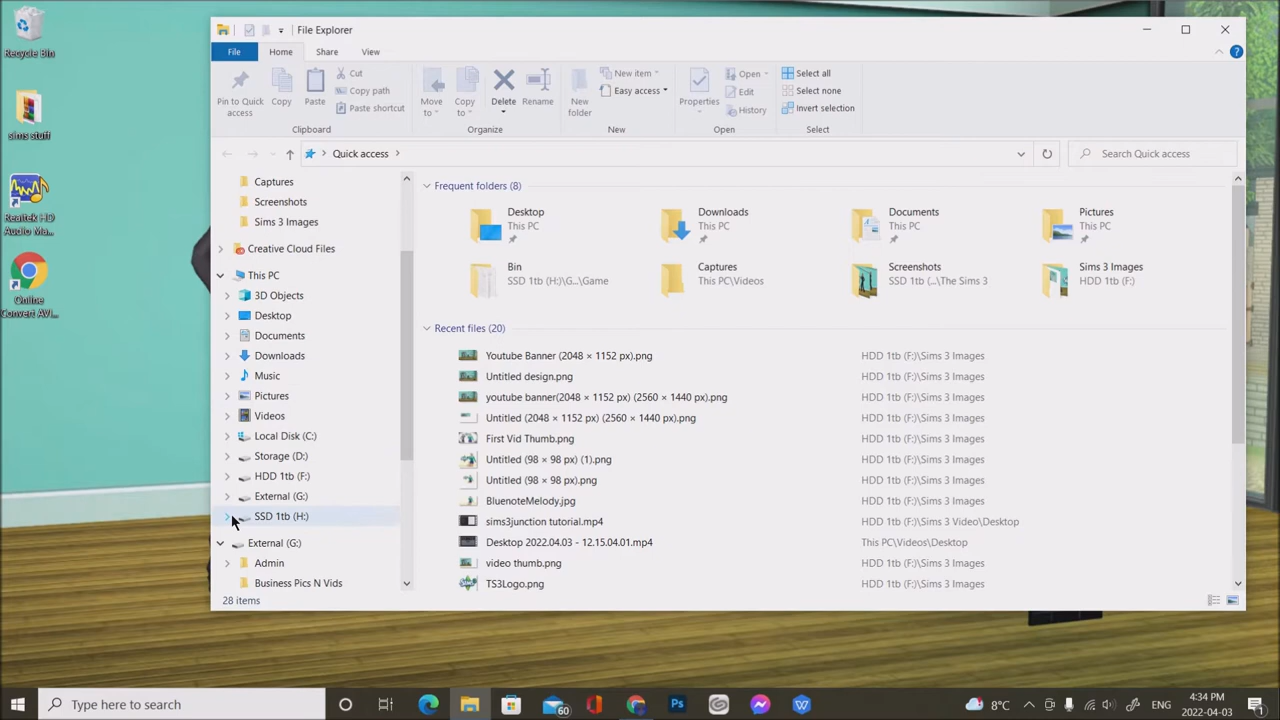 Recycle Bin
sims stuff
Realtek HD
Audio Ma...
Online
Convert AVI...
File Explorer
File
Home
Share
View
Pin to Quick
access
Copy
Paste
Cut
Copy path
Paste shortcut
Clipboard
Move
to
Copy
to
Delete
Rename
Organize
New
folder
New item
Easy access
New
Properties
Open
Edit
History
Open
Select all
Select none
Invert selection
Select
Quick access
Search Quick access
Captures
Screenshots
Sims 3 Images
Creative Cloud Files
This PC
3D Objects
Desktop
Documents
Downloads
Music
Pictures
Videos
Local Disk (C:)
Storage (D:)
HDD 1tb (F:)
External (G:)
SSD 1tb (H:)
External (G:)
Admin
Business Pics N Vids
Frequent folders (8)
Desktop
This PC
Downloads
This PC
Documents
This PC
Pictures
This PC
Bin
SSD 1tb (H:)\G...\Game
Captures
This PC\Videos
Screenshots
SSD 1tb (...\The Sims 3
Sims 3 Images
HDD 1tb (F:)
Recent files (20)
Youtube Banner (2048 × 1152 px).png HDD 1tb (F:)\Sims 3 Images
Untitled design.png HDD 1tb (F:)\Sims 3 Images
youtube banner(2048 × 1152 px) (2560 × 1440 px).png HDD 1tb (F:)\Sims 3 Images
Untitled (2048 × 1152 px) (2560 × 1440 px).png HDD 1tb (F:)\Sims 3 Images
First Vid Thumb.png HDD 1tb (F:)\Sims 3 Images
Untitled (98 × 98 px) (1).png HDD 1tb (F:)\Sims 3 Images
Untitled (98 × 98 px).png HDD 1tb (F:)\Sims 3 Images
BluenoteMelody.jpg HDD 1tb (F:)\Sims 3 Images
sims3junction tutorial.mp4 HDD 1tb (F:)\Sims 3 Video\Desktop
Desktop 2022.04.03 - 12.15.04.01.mp4 This PC\Videos\Desktop
video thumb.png HDD 1tb (F:)\Sims 3 Images
TS3Logo.png HDD 1tb (F:)\Sims 3 Images
28 items
Type here to search
60
Ps
8°C
4:34 PM
2022-04-03
1